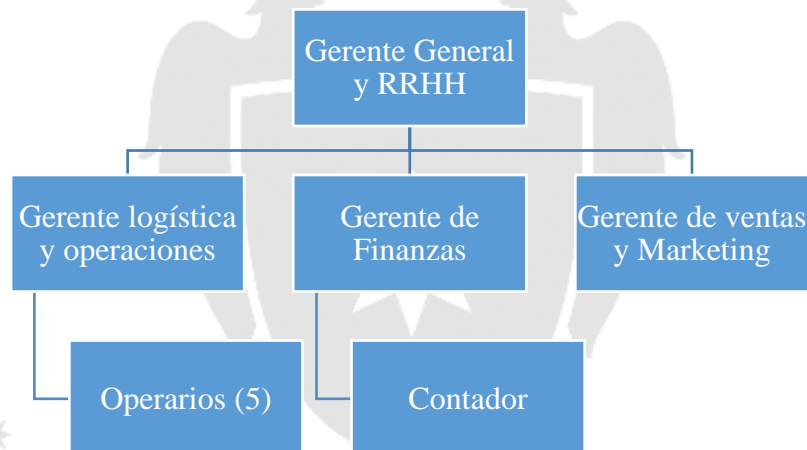 Gerente General
y RRHH
Gerente logística
y operaciones
Gerente de
Finanzas
Gerente de ventas
y Marketing
Operarios (5)
Contador